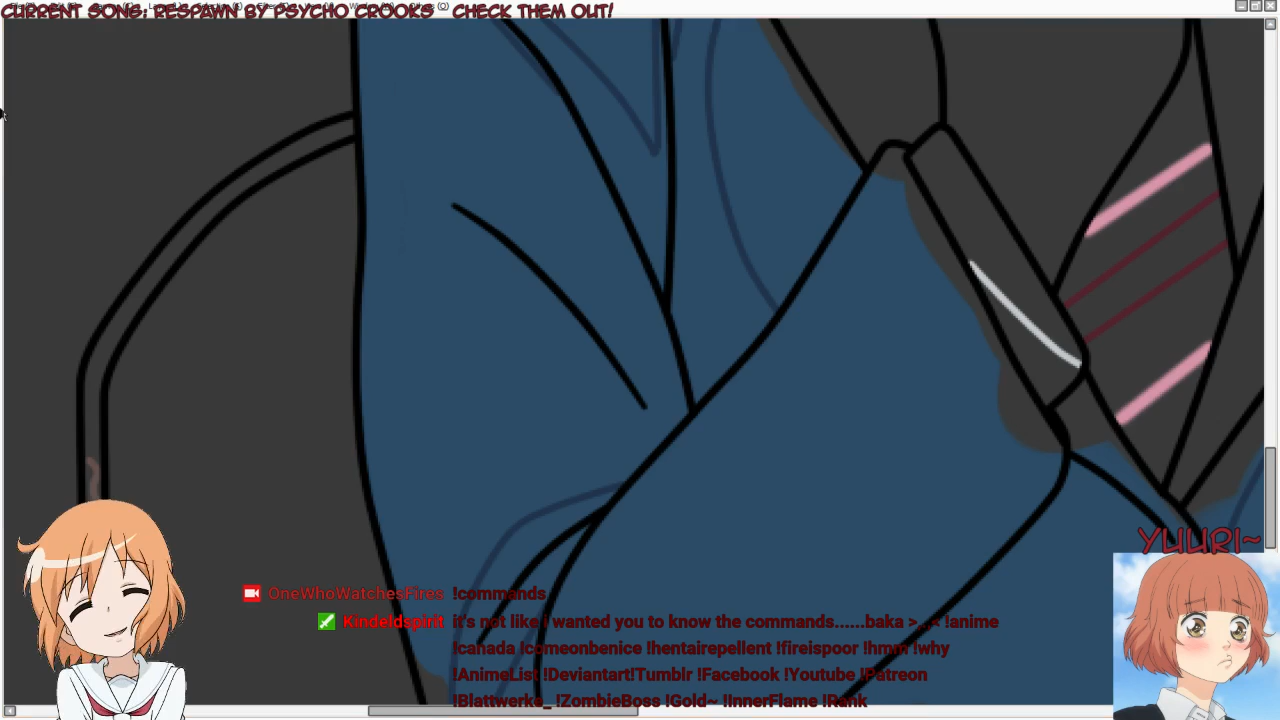 CURRENT SONG: RESPAWN BY PSYCHO CROOKS CHECK THEM OUT!
YUURI~
OneWhoWatchesFires !commands
Kindeldspirit it's not like I wanted you to know the commands......baka >_< !anime
!canada !comeonbenice !hentairepellent !fireispoor !hmm !why
!AnimeList !Deviantart!Tumblr !Facebook !Youtube !Patreon
!Blattwerke_ !ZombieBoss !Gold~ !InnerFlame !Rank